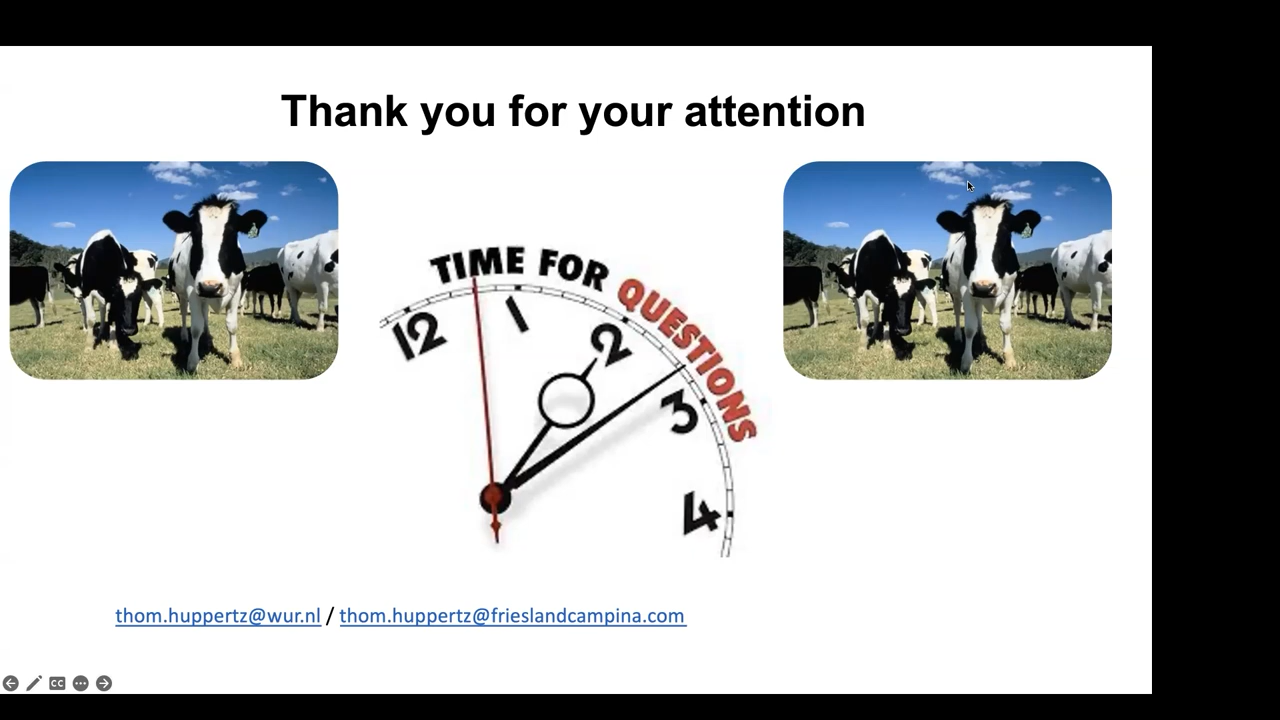 Thank you for your attention
TIME FOR QUESTIONS
12
1
2
3
4
thom.huppertz@wur.nl / thom.huppertz@frieslandcampina.com
CC